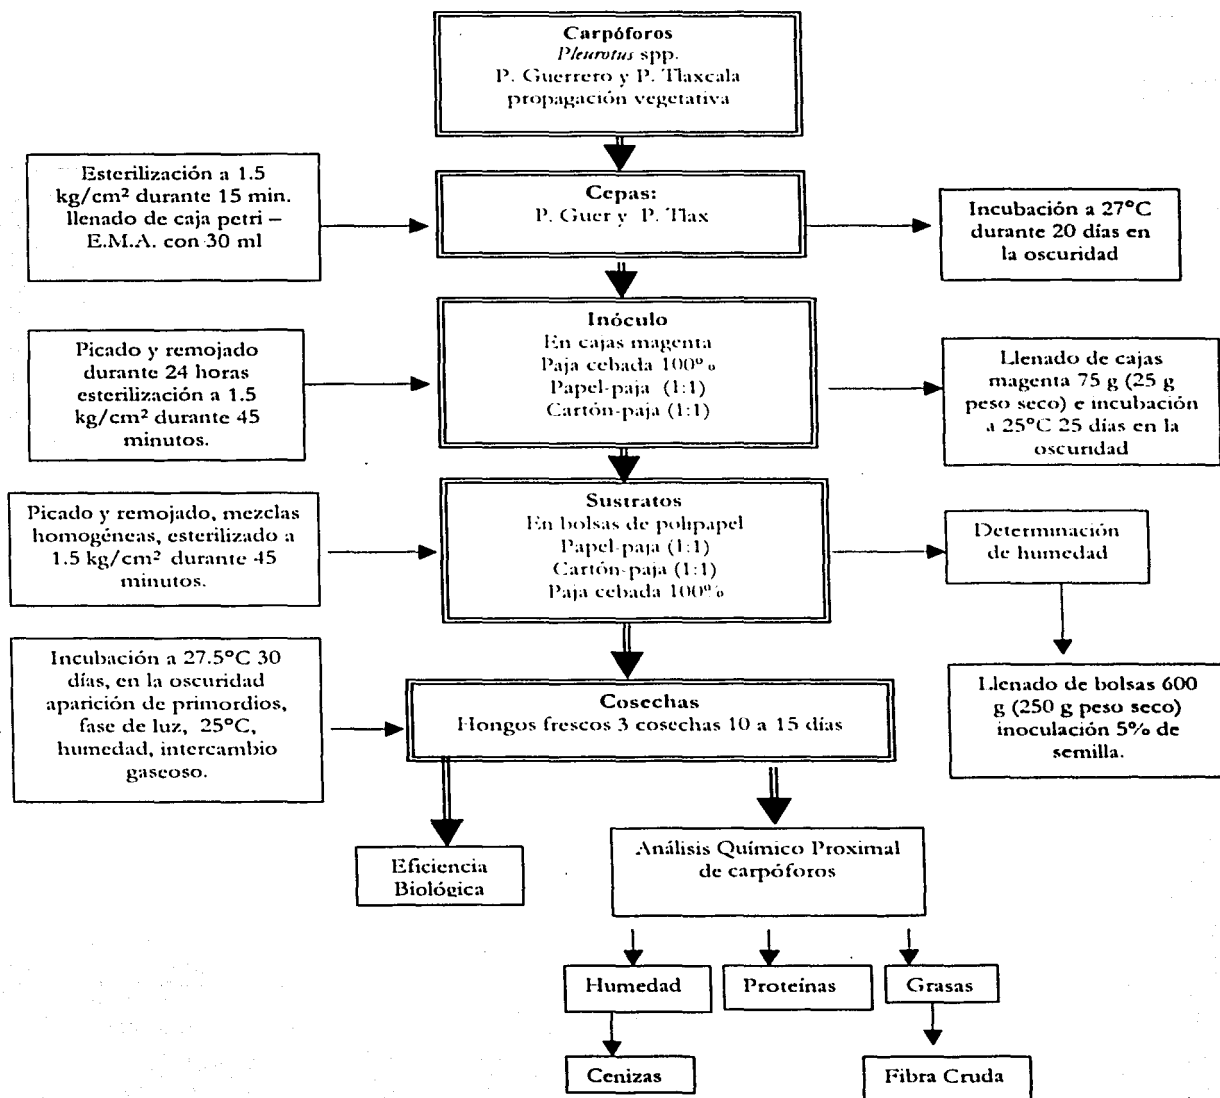 Carpóforos
Pleurotus spp.
P. Guerrero y P. Tlaxcala
propagación vegetativa
Esterilización a 1.5
kg/cm² durante 15 min.
llenado de caja petri –
E.M.A. con 30 ml
Cepas:
P. Guer y P. Tlax
Incubación a 27°C
durante 20 días en
la oscuridad
Picado y remojado
durante 24 horas
esterilización a 1.5
kg/cm² durante 45
minutos.
Inóculo
En cajas magenta
Paja cebada 100%
Papel-paja (1:1)
Cartón-paja (1:1)
Llenado de cajas
magenta 75 g (25 g
peso seco) e incubación
a 25°C 25 días en la
oscuridad
Picado y remojado, mezclas
homogéneas, esterilizado a
1.5 kg/cm² durante 45
minutos.
Sustratos
En bolsas de polipapel
Papel-paja (1:1)
Cartón-paja (1:1)
Paja cebada 100%
Determinación
de humedad
Incubación a 27.5°C 30
días, en la oscuridad
aparición de primordios,
fase de luz, 25°C,
humedad, intercambio
gaseoso.
Cosechas
Hongos frescos 3 cosechas 10 a 15 días
Llenado de bolsas 600
g (250 g peso seco)
inoculación 5% de
semilla.
Eficiencia
Biológica
Análisis Químico Proximal
de carpóforos
Humedad
Proteínas
Grasas
Cenizas
Fibra Cruda